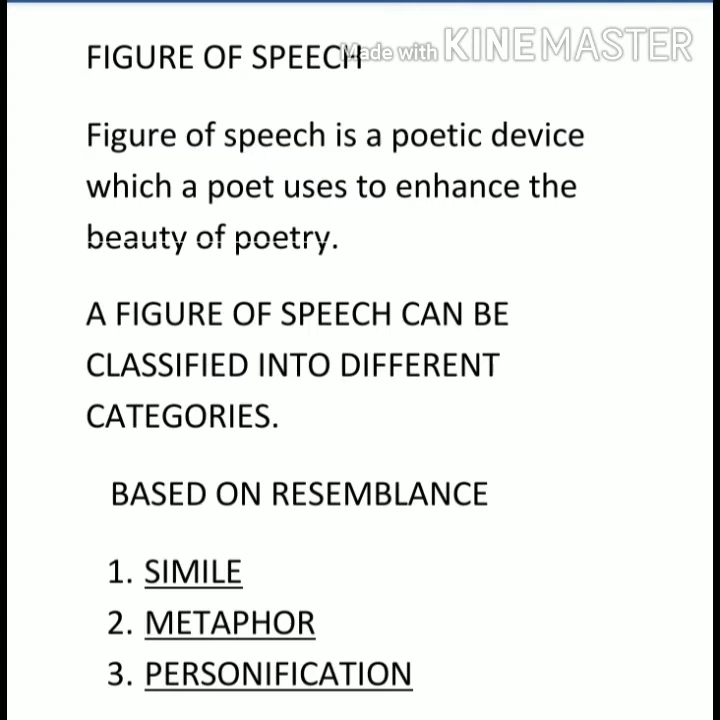 FIGURE OF SPEECH
Made with KINEMASTER
Figure of speech is a poetic device
which a poet uses to enhance the
beauty of poetry.
A FIGURE OF SPEECH CAN BE
CLASSIFIED INTO DIFFERENT
CATEGORIES.
BASED ON RESEMBLANCE
1. SIMILE
2. METAPHOR
3. PERSONIFICATION